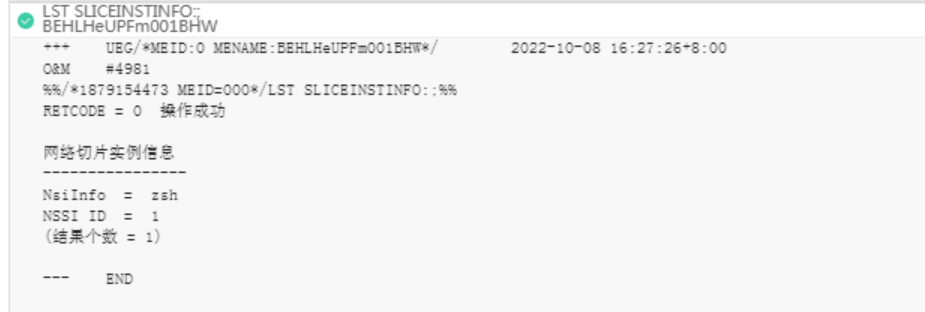 LST SLICEINSTINFO:;
BEHLHeUPFm001BHW
+++ UEG/*MEID:0 MENAME:BEHLHeUPFm001BHW*/ 2022-10-08 16:27:26+8:00
O&M #4981
%%/*1879154473 MEID=000*/LST SLICEINSTINFO:;%%
RETCODE = 0 操作成功
网络切片实例信息
----------------
NsiInfo = zsh
NSSI ID = 1
(结果个数 = 1)
--- END